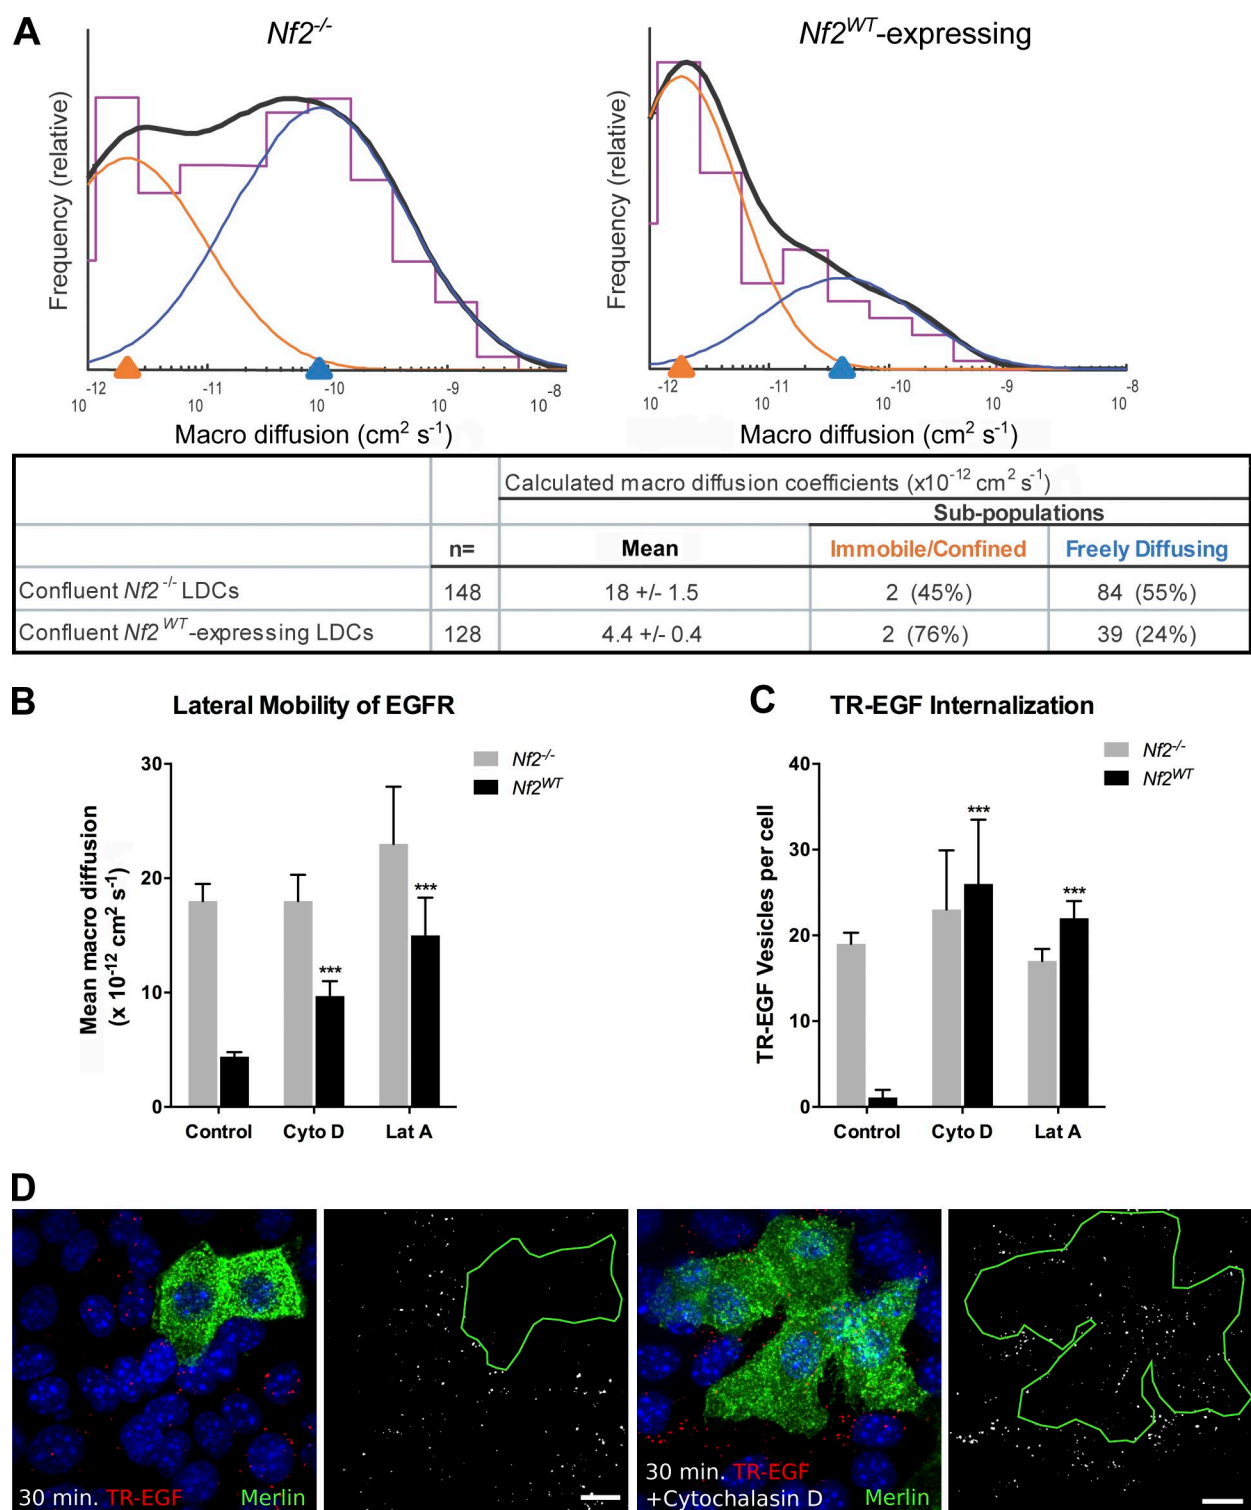 A
Nf2-/-
Nf2WT-expressing
Frequency (relative)
10-12 10-11 10-10 10-9 10-8
Macro diffusion (cm2 s-1)
Frequency (relative)
10-12 10-11 10-10 10-9 10-8
Macro diffusion (cm2 s-1)
Calculated macro diffusion coefficients (x10-12 cm2 s-1)
Sub-populations
n= Mean Immobile/Confined Freely Diffusing
Confluent Nf2-/- LDCs 148 18 +/- 1.5 2 (45%) 84 (55%)
Confluent Nf2WT-expressing LDCs 128 4.4 +/- 0.4 2 (76%) 39 (24%)
B
Lateral Mobility of EGFR
Nf2-/-
Nf2WT
Mean macro diffusion
(x 10-12 cm2 s-1)
30
20
10
0
***
***
Control Cyto D Lat A
C
TR-EGF Internalization
Nf2-/-
Nf2WT
TR-EGF Vesicles per cell
40
30
20
10
0
***
***
Control Cyto D Lat A
D
30 min. TR-EGF Merlin
30 min. TR-EGF
+Cytochalasin D Merlin